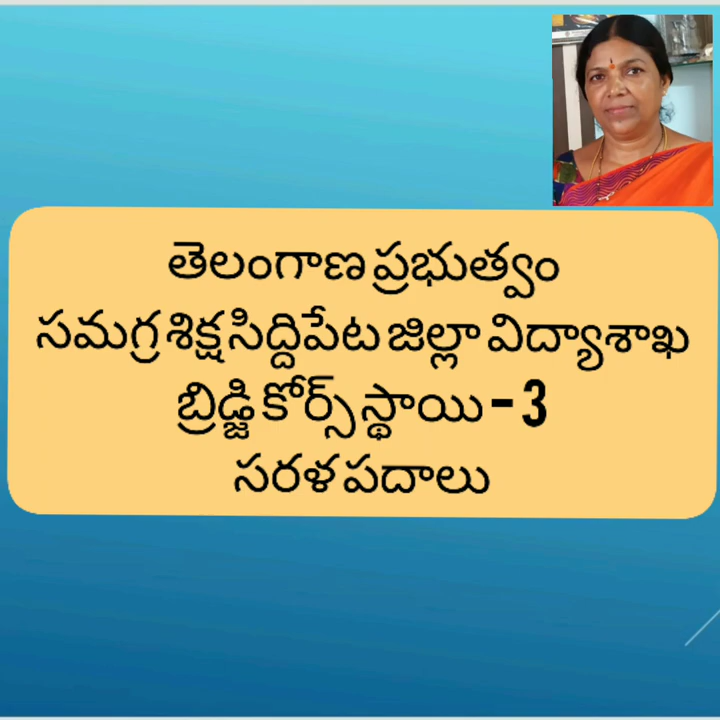 తెలంగాణ ప్రభుత్వం
సమగ్ర శిక్ష సిద్దిపేట జిల్లా విద్యాశాఖ
బ్రిడ్జి కోర్స్ స్థాయి - 3
సరళ పదాలు